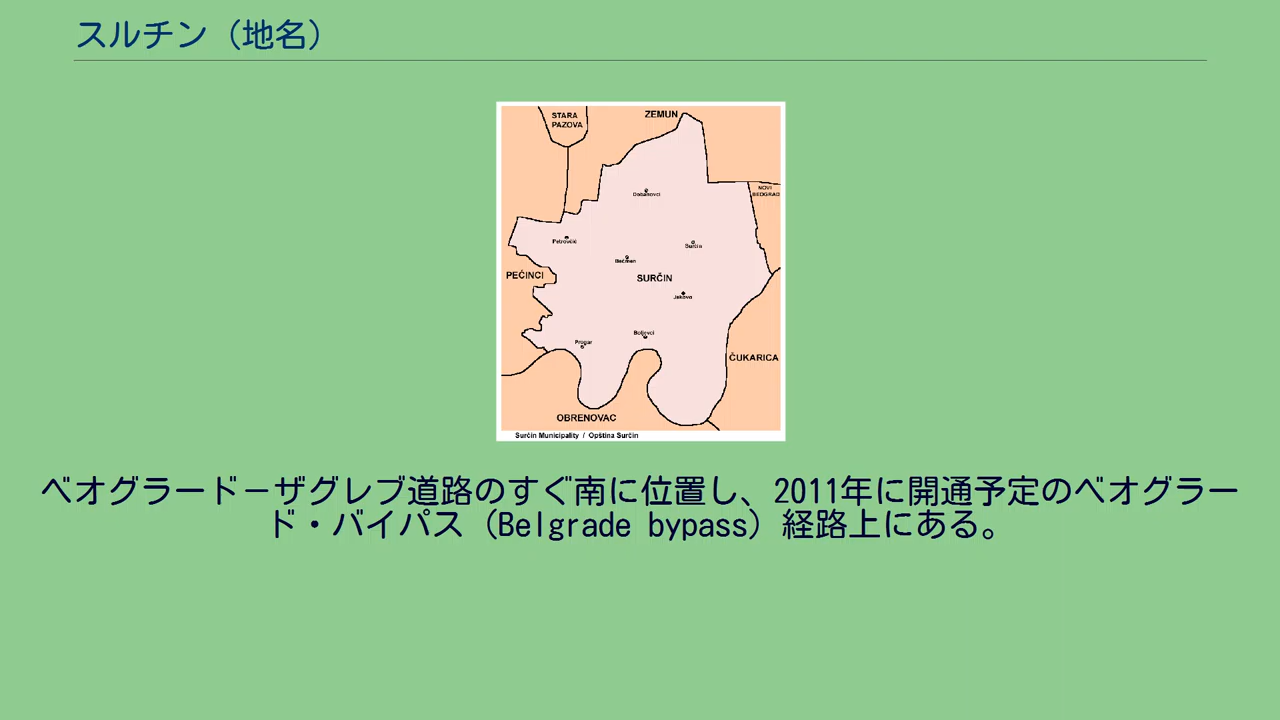 スルチン（地名）
STARA
PAZOVA
ZEMUN
NOVI
BEOGRAD
Dobanovci
Petrovčić
Surčin
Bečmen
PEĆINCI
SURČIN
Jakovo
Boljevci
Progar
ČUKARICA
OBRENOVAC
Surčin Municipality / Opština Surčin
ベオグラード－ザグレブ道路のすぐ南に位置し、2011年に開通予定のベオグラー
ド・バイパス（Belgrade bypass）経路上にある。